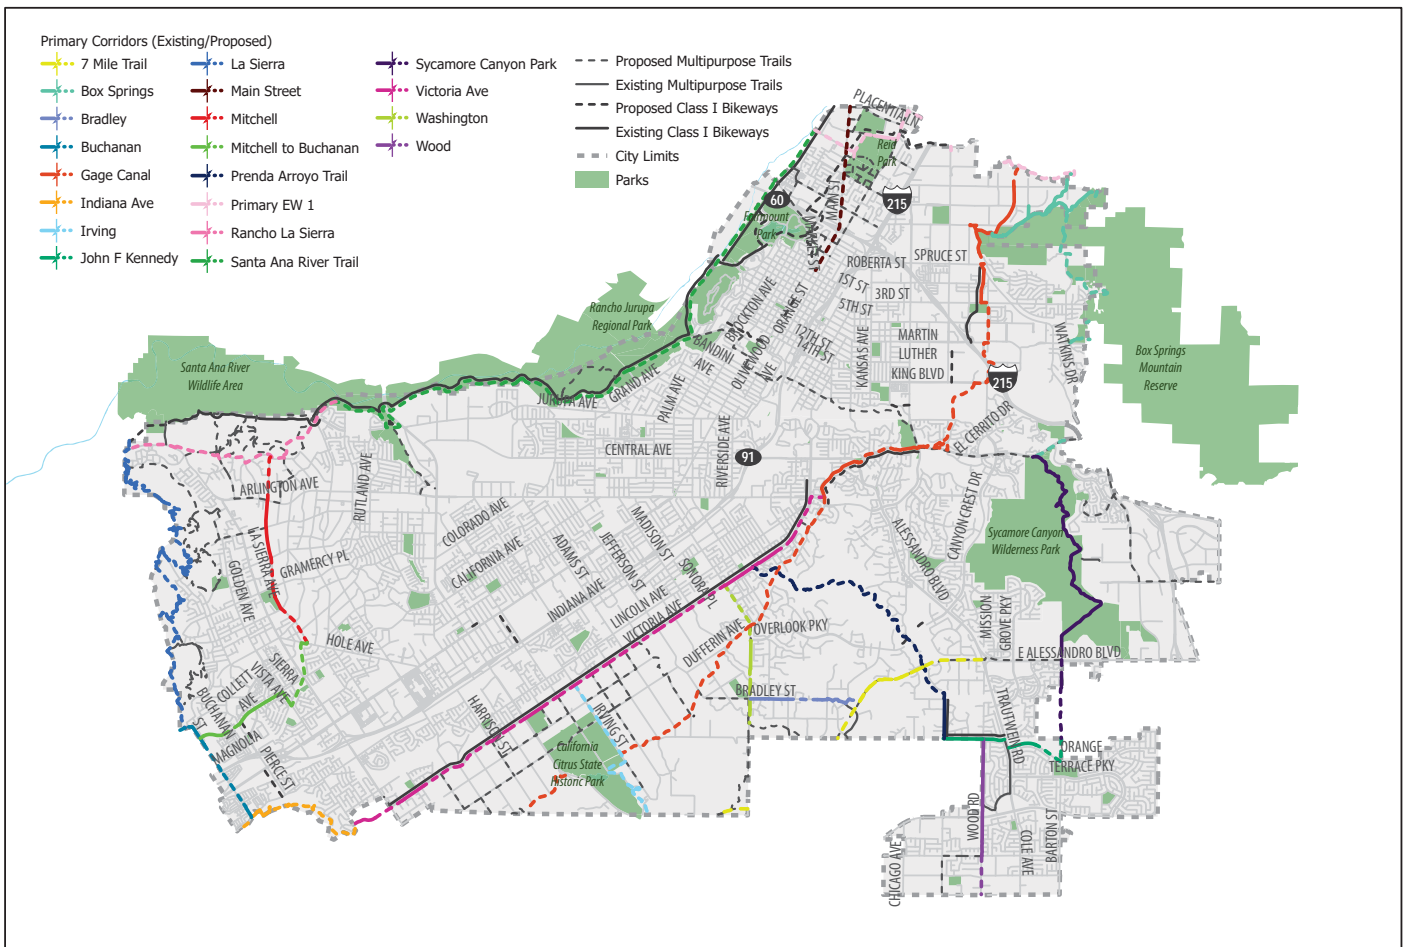 Primary Corridors (Existing/Proposed)
7 Mile Trail
Box Springs
Bradley
Buchanan
Gage Canal
Indiana Ave
Irving
John F Kennedy
La Sierra
Main Street
Mitchell
Mitchell to Buchanan
Prenda Arroyo Trail
Primary EW 1
Rancho La Sierra
Santa Ana River Trail
Sycamore Canyon Park
Victoria Ave
Washington
Wood
Proposed Multipurpose Trails
Existing Multipurpose Trails
Proposed Class I Bikeways
Existing Class I Bikeways
City Limits
Parks
PLACENTIA LN
Reid
Park
MAIN ST
60
215
Fairmount
Park
MARKET ST
ROBERTA ST
SPRUCE ST
1ST ST
3RD ST
5TH ST
Rancho Jurupa
Regional Park
BROCKTON AVE
ORANGE ST
12TH ST
14TH ST
KANSAS AVE
MARTIN
LUTHER
KING BLVD
WATKINS DR
Box Springs
Mountain
Reserve
215
BANDINI
AVE
OLIVEWOOD
AVE
Santa Ana River
Wildlife Area
GRAND AVE
JURUPA AVE
PALM AVE
EL CERRITO DR
CENTRAL AVE
RIVERSIDE AVE
91
ARLINGTON AVE
RUTLAND AVE
COLORADO AVE
CALIFORNIA AVE
MADISON ST
ADAMS ST
JEFFERSON ST
SONORA PL
ALESSANDRO BLVD
CANYON CREST DR
Sycamore Canyon
Wilderness Park
LA SIERRA AVE
GOLDEN AVE
GRAMERCY PL
INDIANA AVE
LINCOLN AVE
VICTORIA AVE
HOLE AVE
DUFFERIN AVE
OVERLOOK PKY
MISSION
GROVE PKY
E ALESSANDRO BLVD
SIERRA
VISTA AVE
COLLETT
AVE
BUCHANAN
ST
MAGNOLIA
PIERCE ST
BRADLEY ST
HARRISON ST
IRVING ST
California
Citrus State
Historic Park
TRAUTWEIN RD
ORANGE
TERRACE PKY
WOOD RD
CHICAGO AVE
COLE AVE
BARTON ST